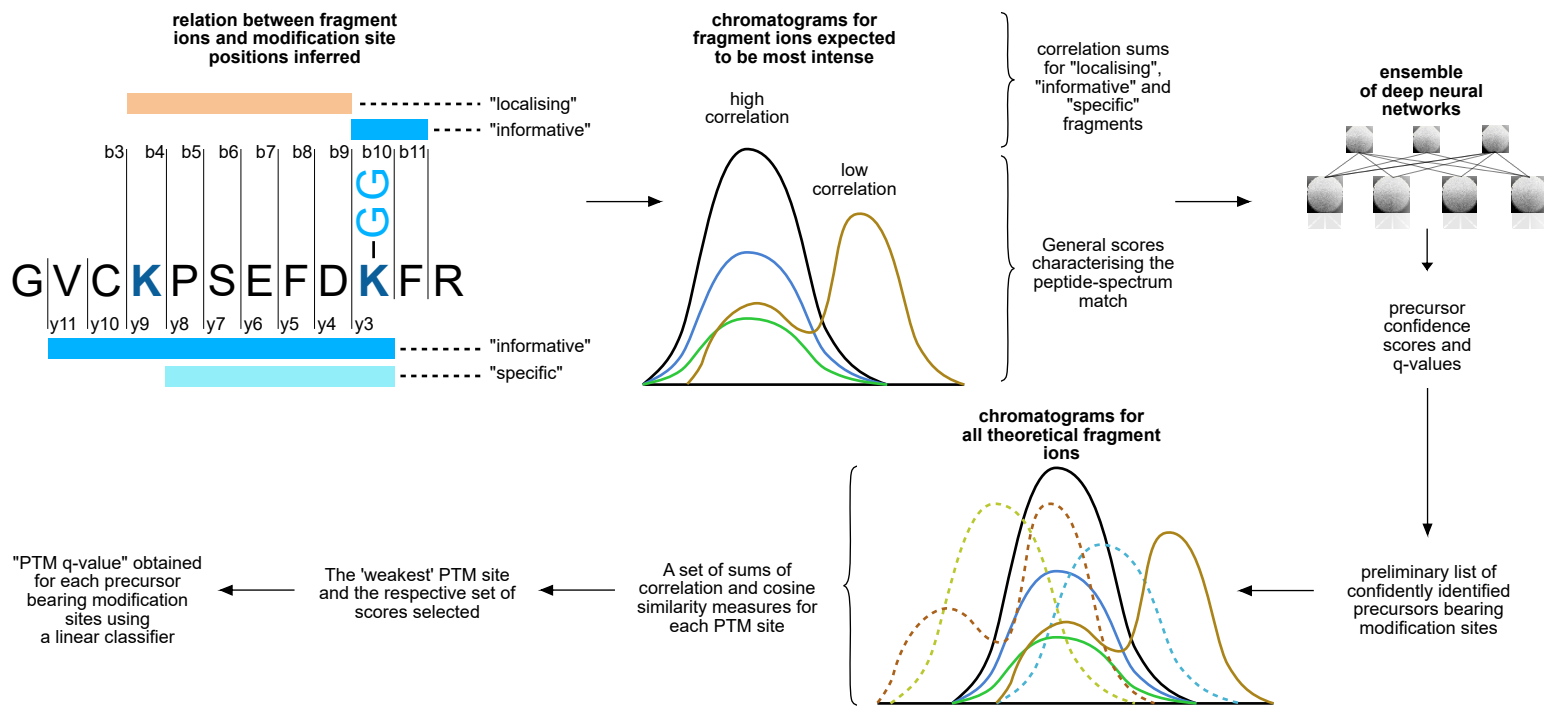 relation between fragment
ions and modification site
positions inferred
"localising"
"informative"
b3 b4 b5 b6 b7 b8 b9 b10 b11
G
G
GVCKPSEFDKFR
y11 y10 y9 y8 y7 y6 y5 y4 y3
"informative"
"specific"
chromatograms for
fragment ions expected
to be most intense
high
correlation
low
correlation
correlation sums
for "localising",
"informative" and
"specific"
fragments
General scores
characterising the
peptide-spectrum
match
ensemble
of deep neural
networks
precursor
confidence
scores and
q-values
preliminary list of
confidently identified
precursors bearing
modification sites
chromatograms for
all theoretical fragment
ions
A set of sums of
correlation and cosine
similarity measures for
each PTM site
The 'weakest' PTM site
and the respective set of
scores selected
"PTM q-value" obtained
for each precursor
bearing modification
sites using
a linear classifier